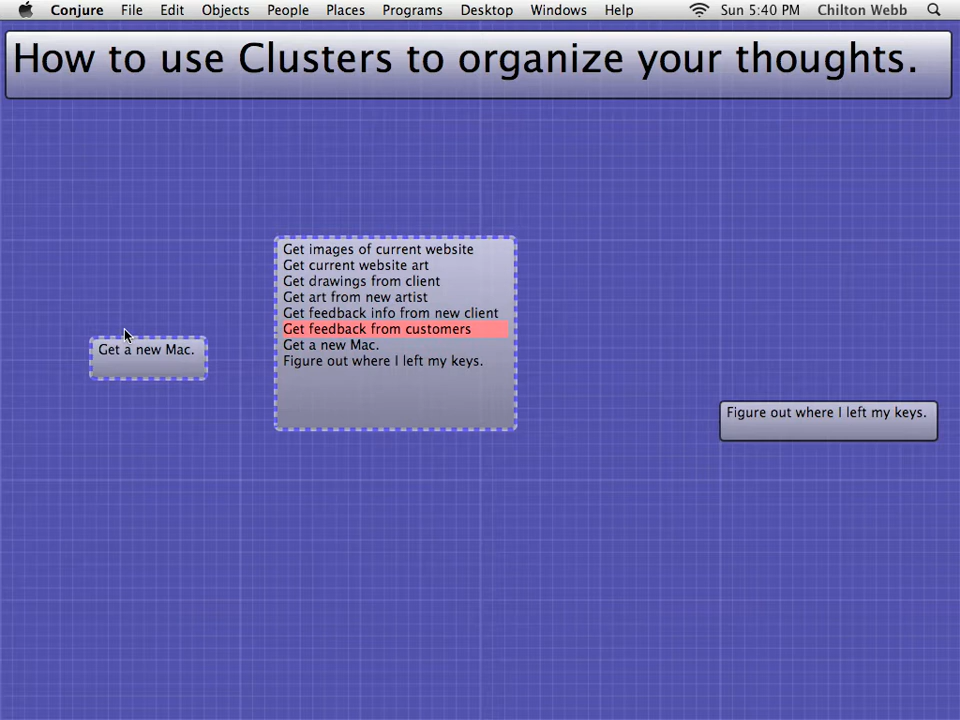 Conjure File Edit Objects People Places Programs Desktop Windows Help Sun 5:40 PM Chilton Webb
How to use Clusters to organize your thoughts.
Get images of current website
Get current website art
Get drawings from client
Get art from new artist
Get feedback info from new client
Get feedback from customers
Get a new Mac.
Figure out where I left my keys.
Get a new Mac.
Figure out where I left my keys.